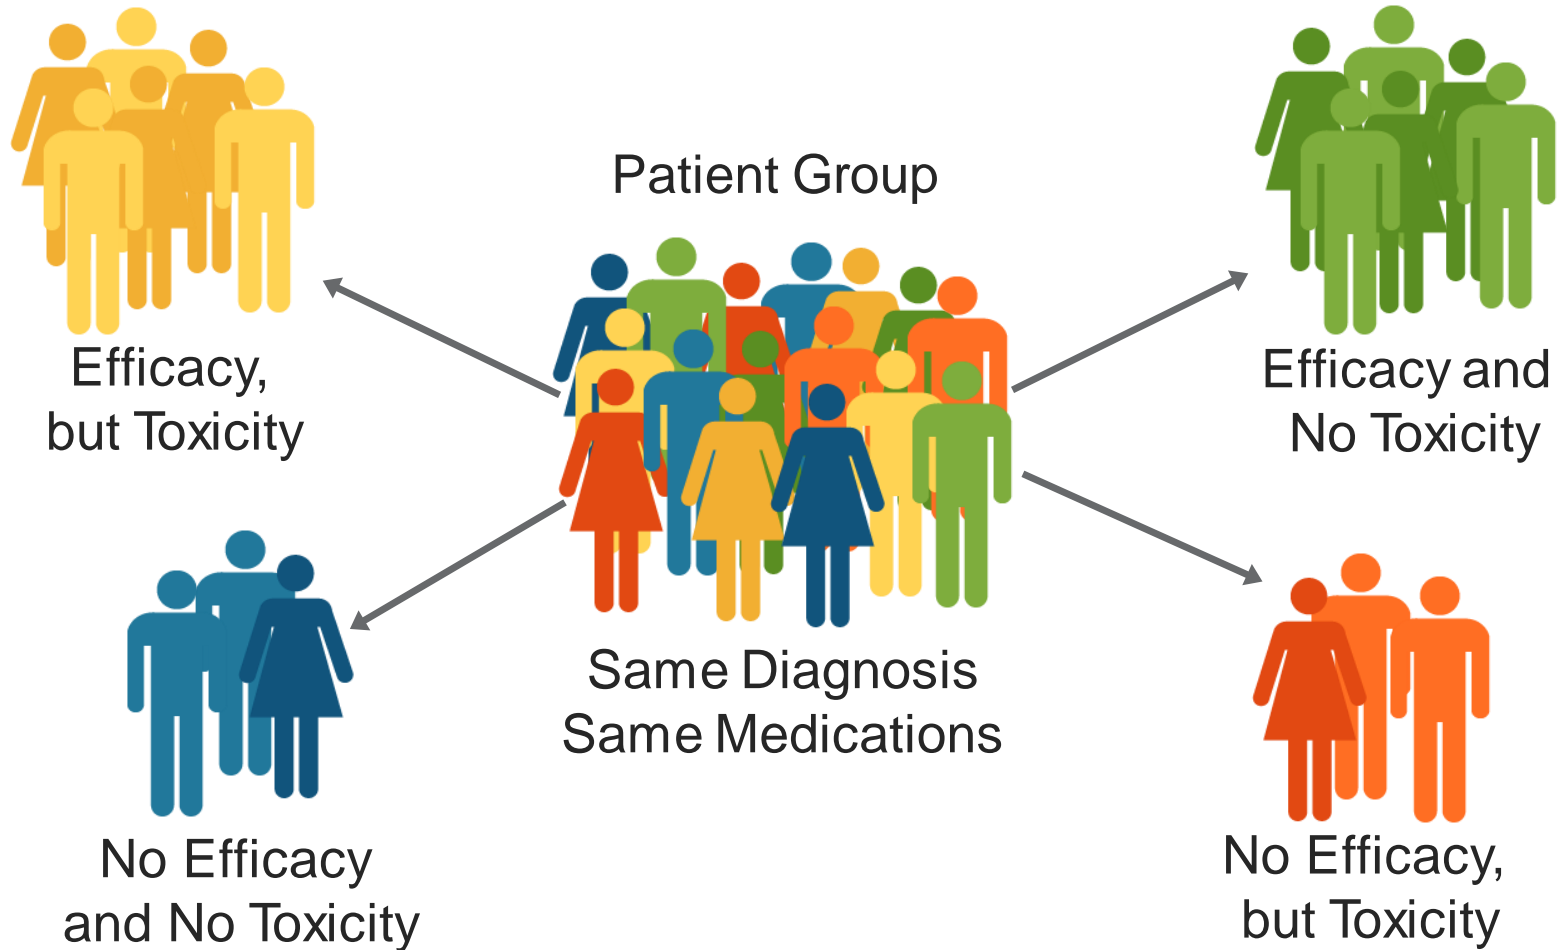 Patient Group
Efficacy,
but Toxicity
Efficacy and
No Toxicity
Same Diagnosis
Same Medications
No Efficacy
and No Toxicity
No Efficacy,
but Toxicity